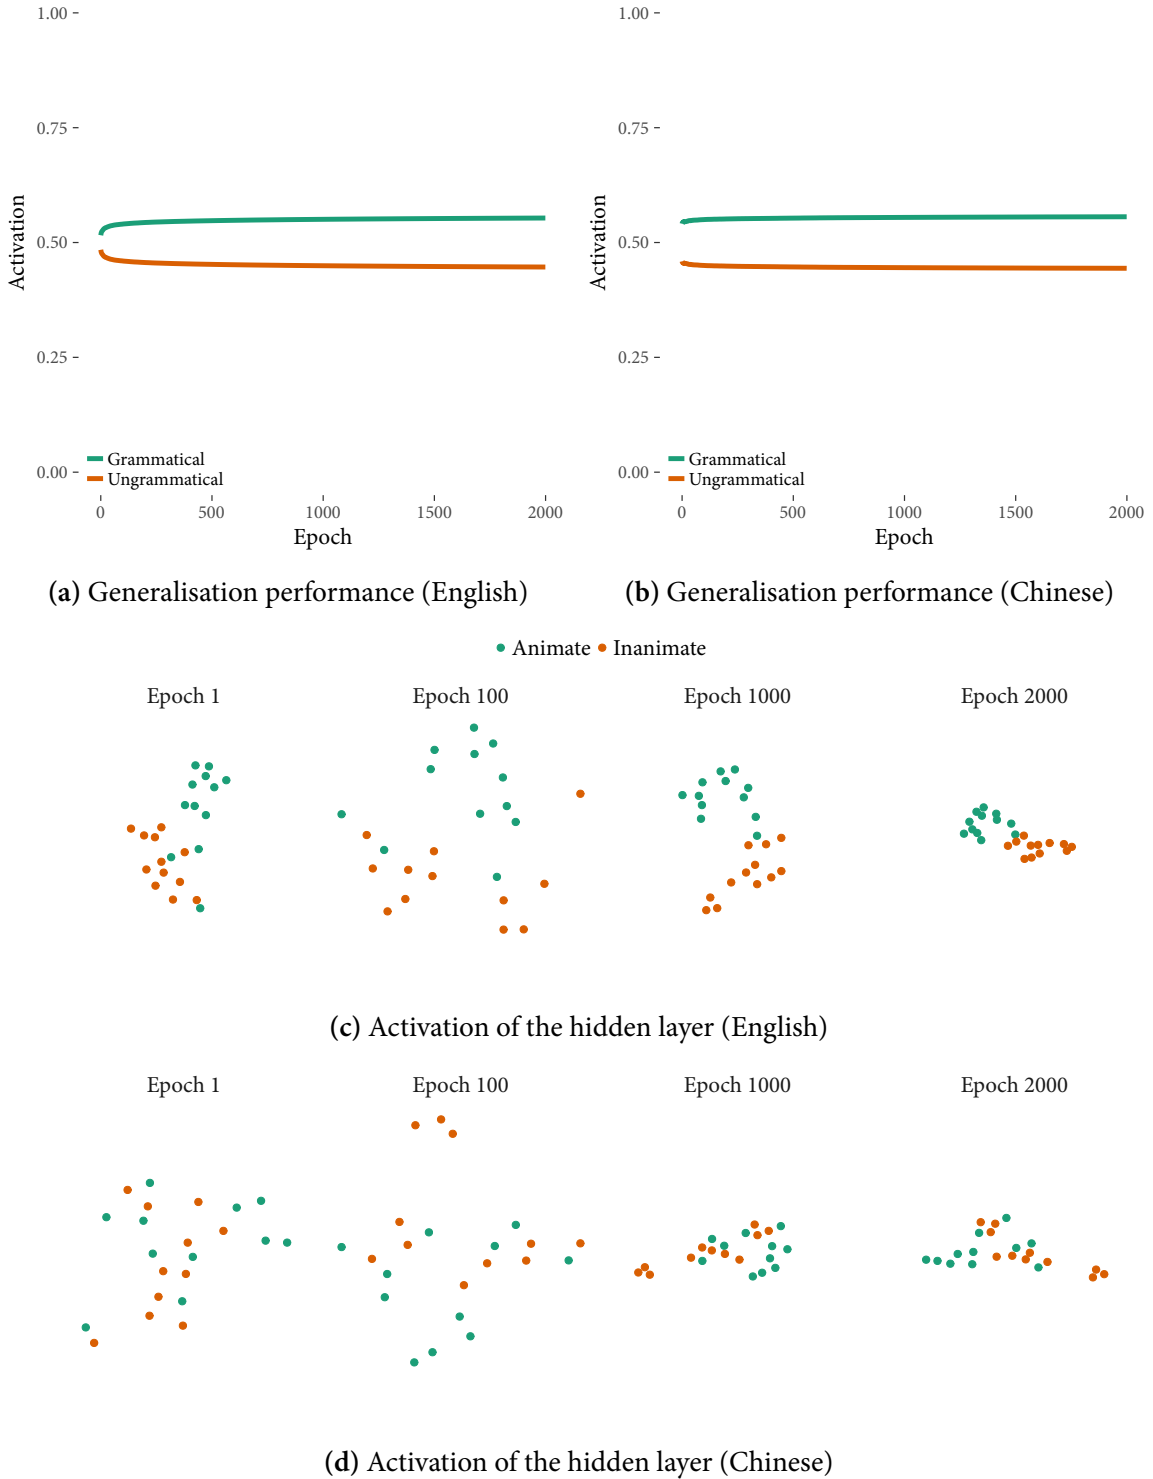 1.00
0.75
0.50
0.25
0.00
Activation
Grammatical
Ungrammatical
0 500 1000 1500 2000
Epoch
(a) Generalisation performance (English)
1.00
0.75
0.50
0.25
0.00
Activation
Grammatical
Ungrammatical
0 500 1000 1500 2000
Epoch
(b) Generalisation performance (Chinese)
Animate Inanimate
Epoch 1 Epoch 100 Epoch 1000 Epoch 2000
(c) Activation of the hidden layer (English)
Epoch 1 Epoch 100 Epoch 1000 Epoch 2000
(d) Activation of the hidden layer (Chinese)